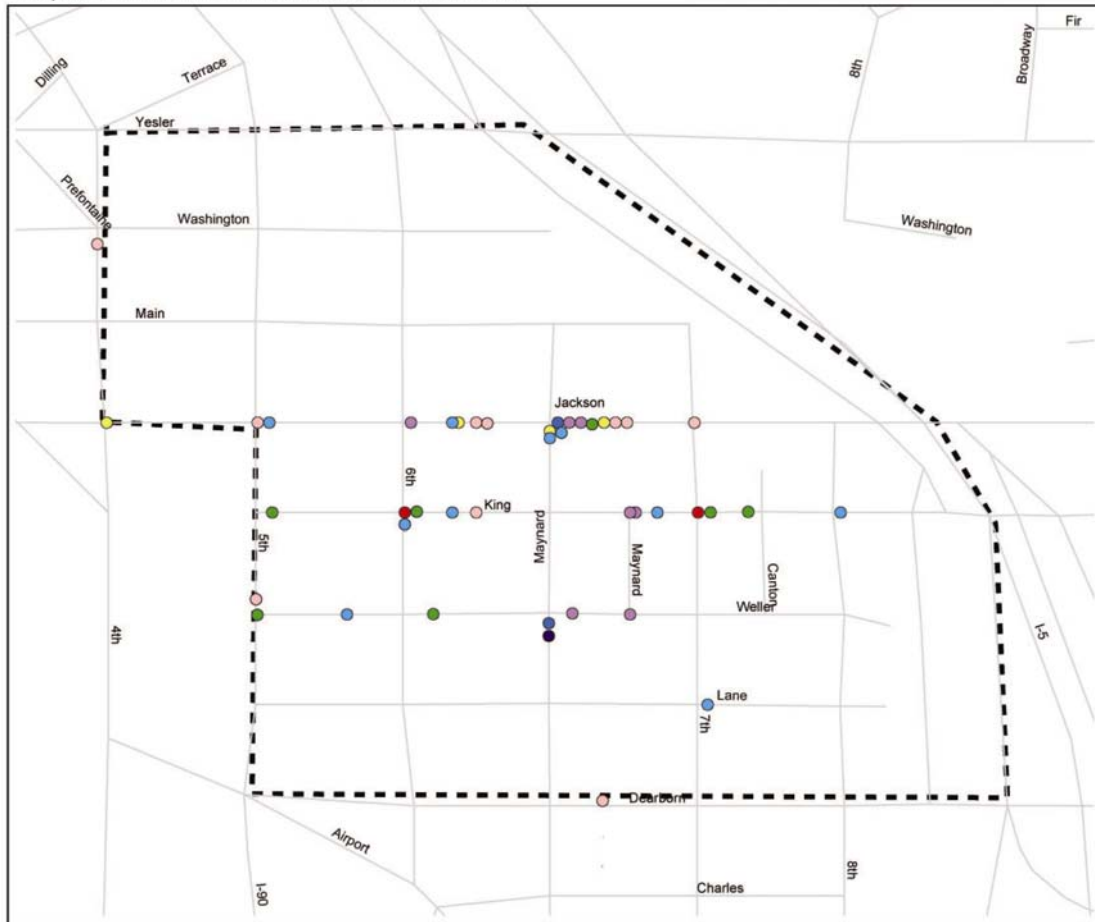 Fir
Broadway
8th
Dilling
Terrace
Yesler
Prefontaine
Washington
Washington
Main
Jackson
6th
King
Maynard
5th
Maynard
Canton
Weller
4th
I-5
Lane
7th
Dearborn
Airport
8th
I-90
Charles